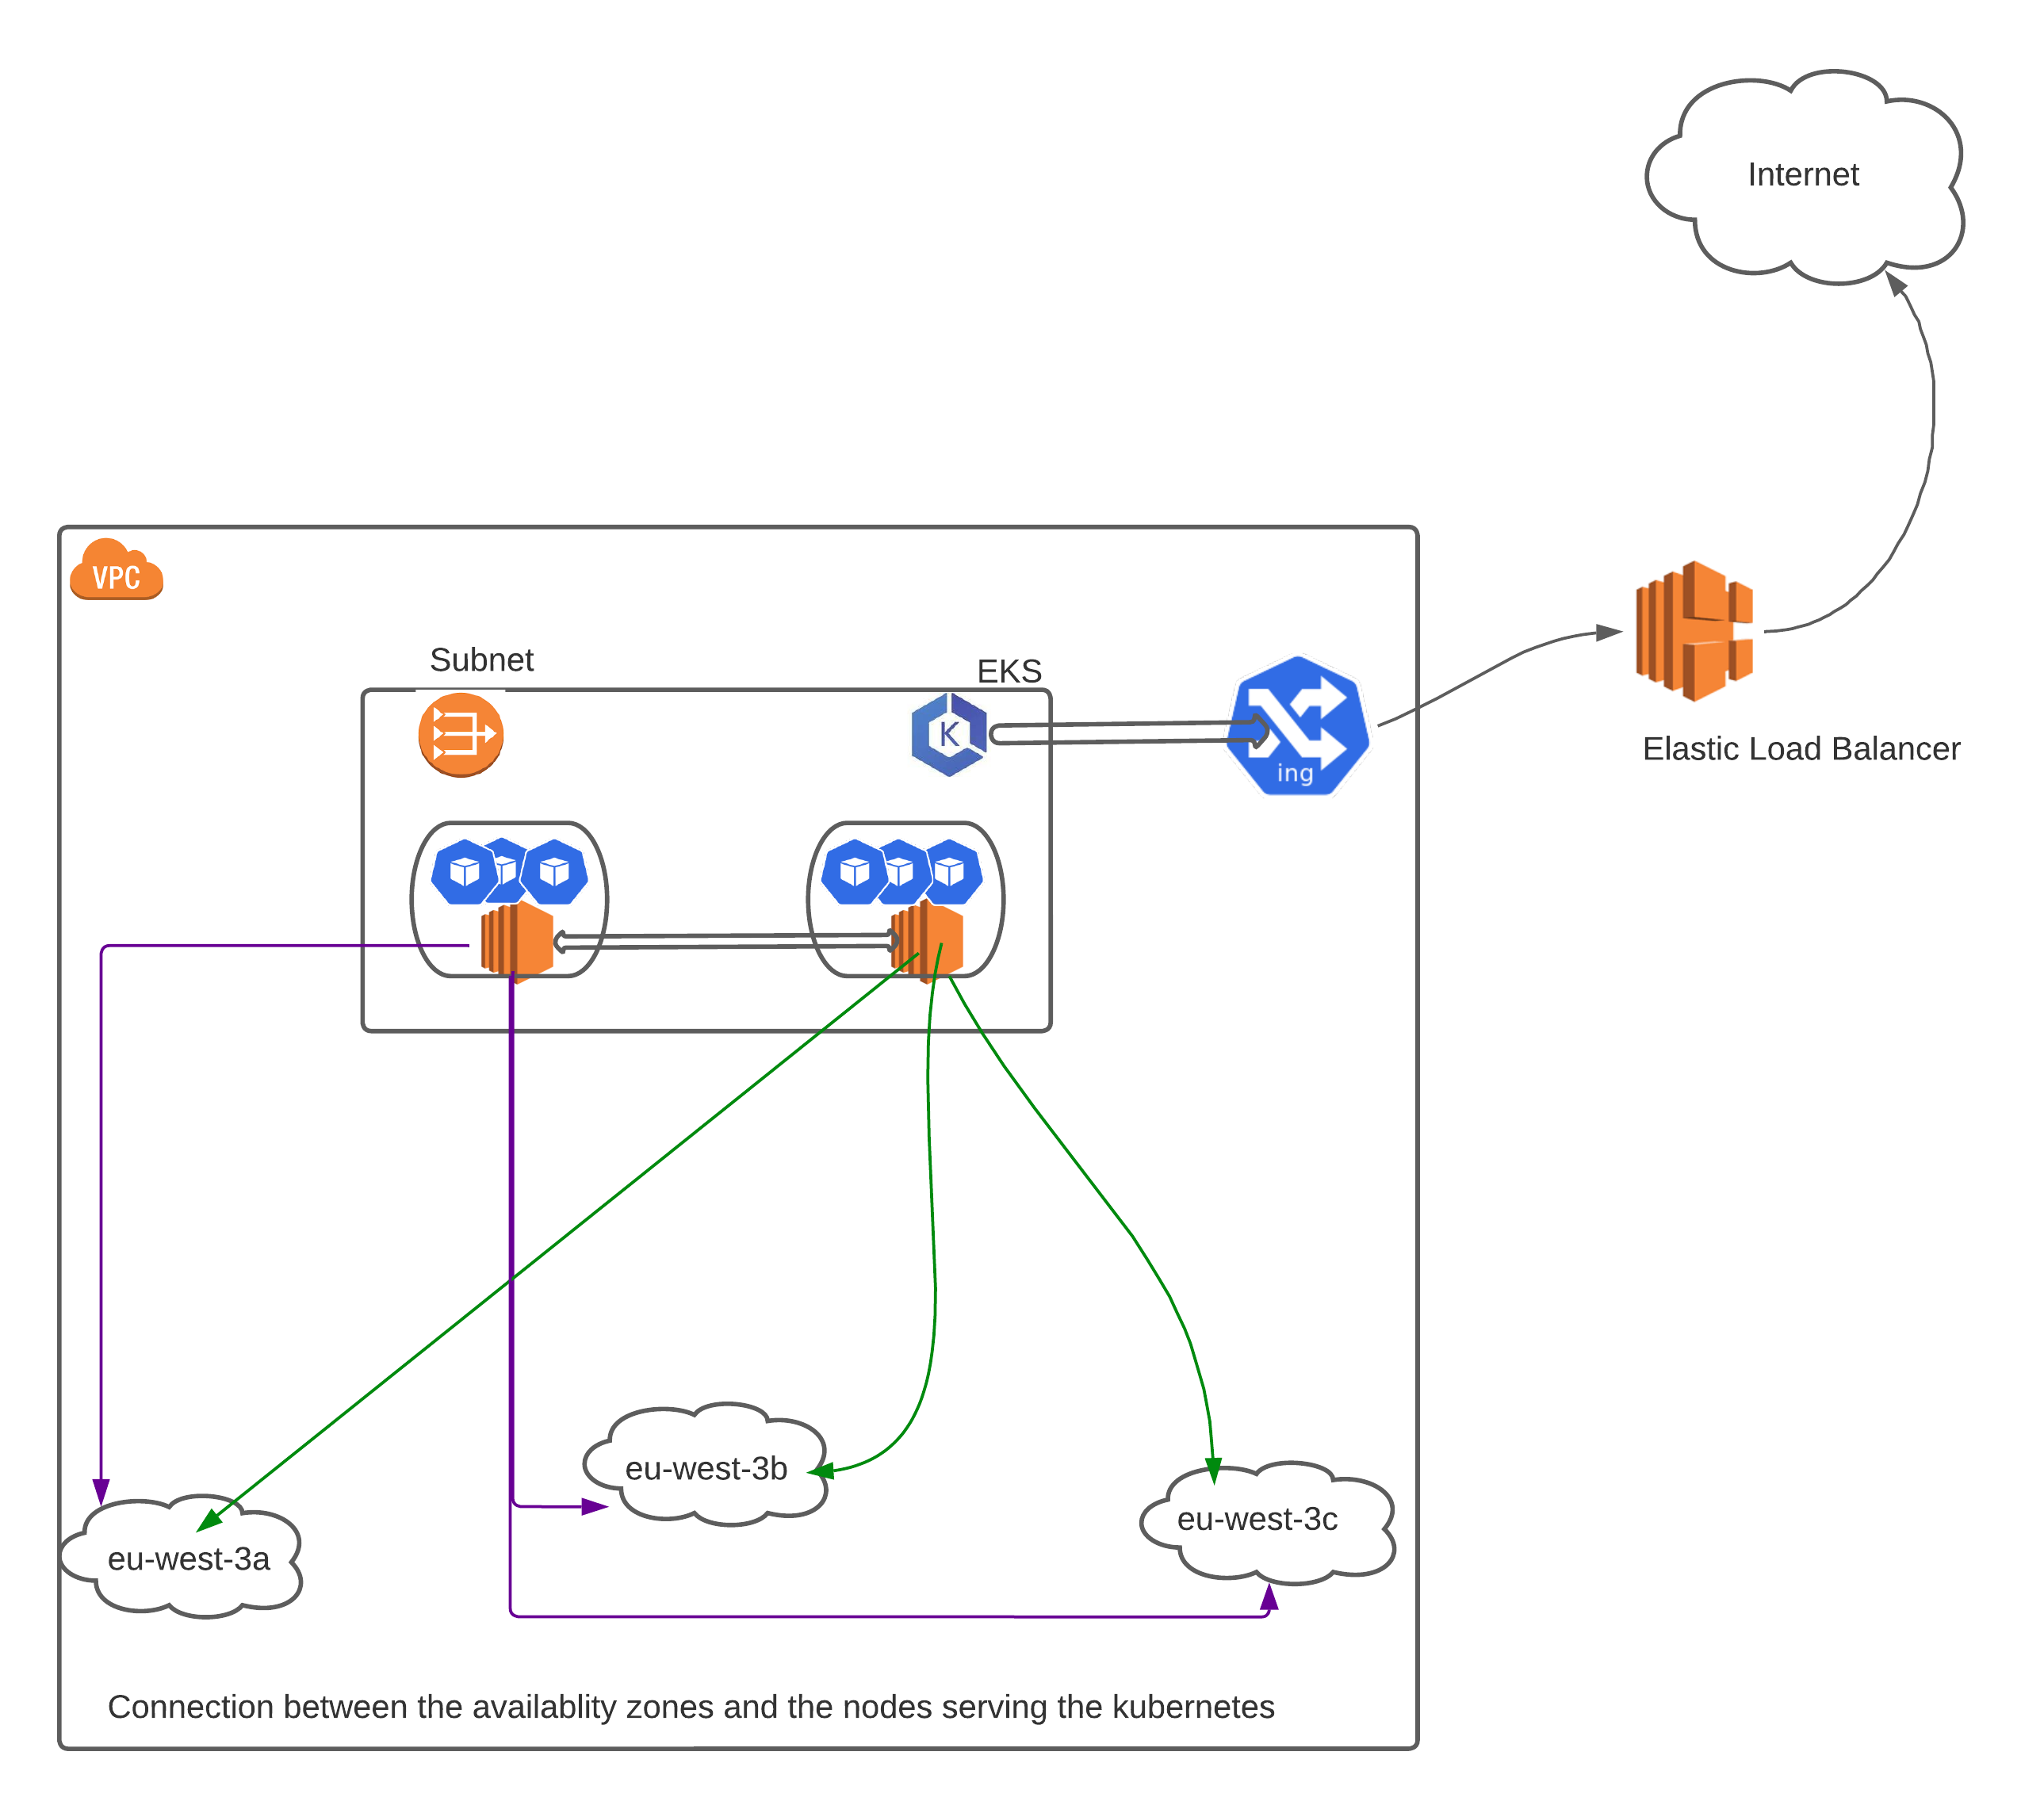 Internet
VPC
Subnet
EKS
K
ing
Elastic Load Balancer
eu-west-3b
eu-west-3c
eu-west-3a
Connection between the availablity zones and the nodes serving the kubernetes